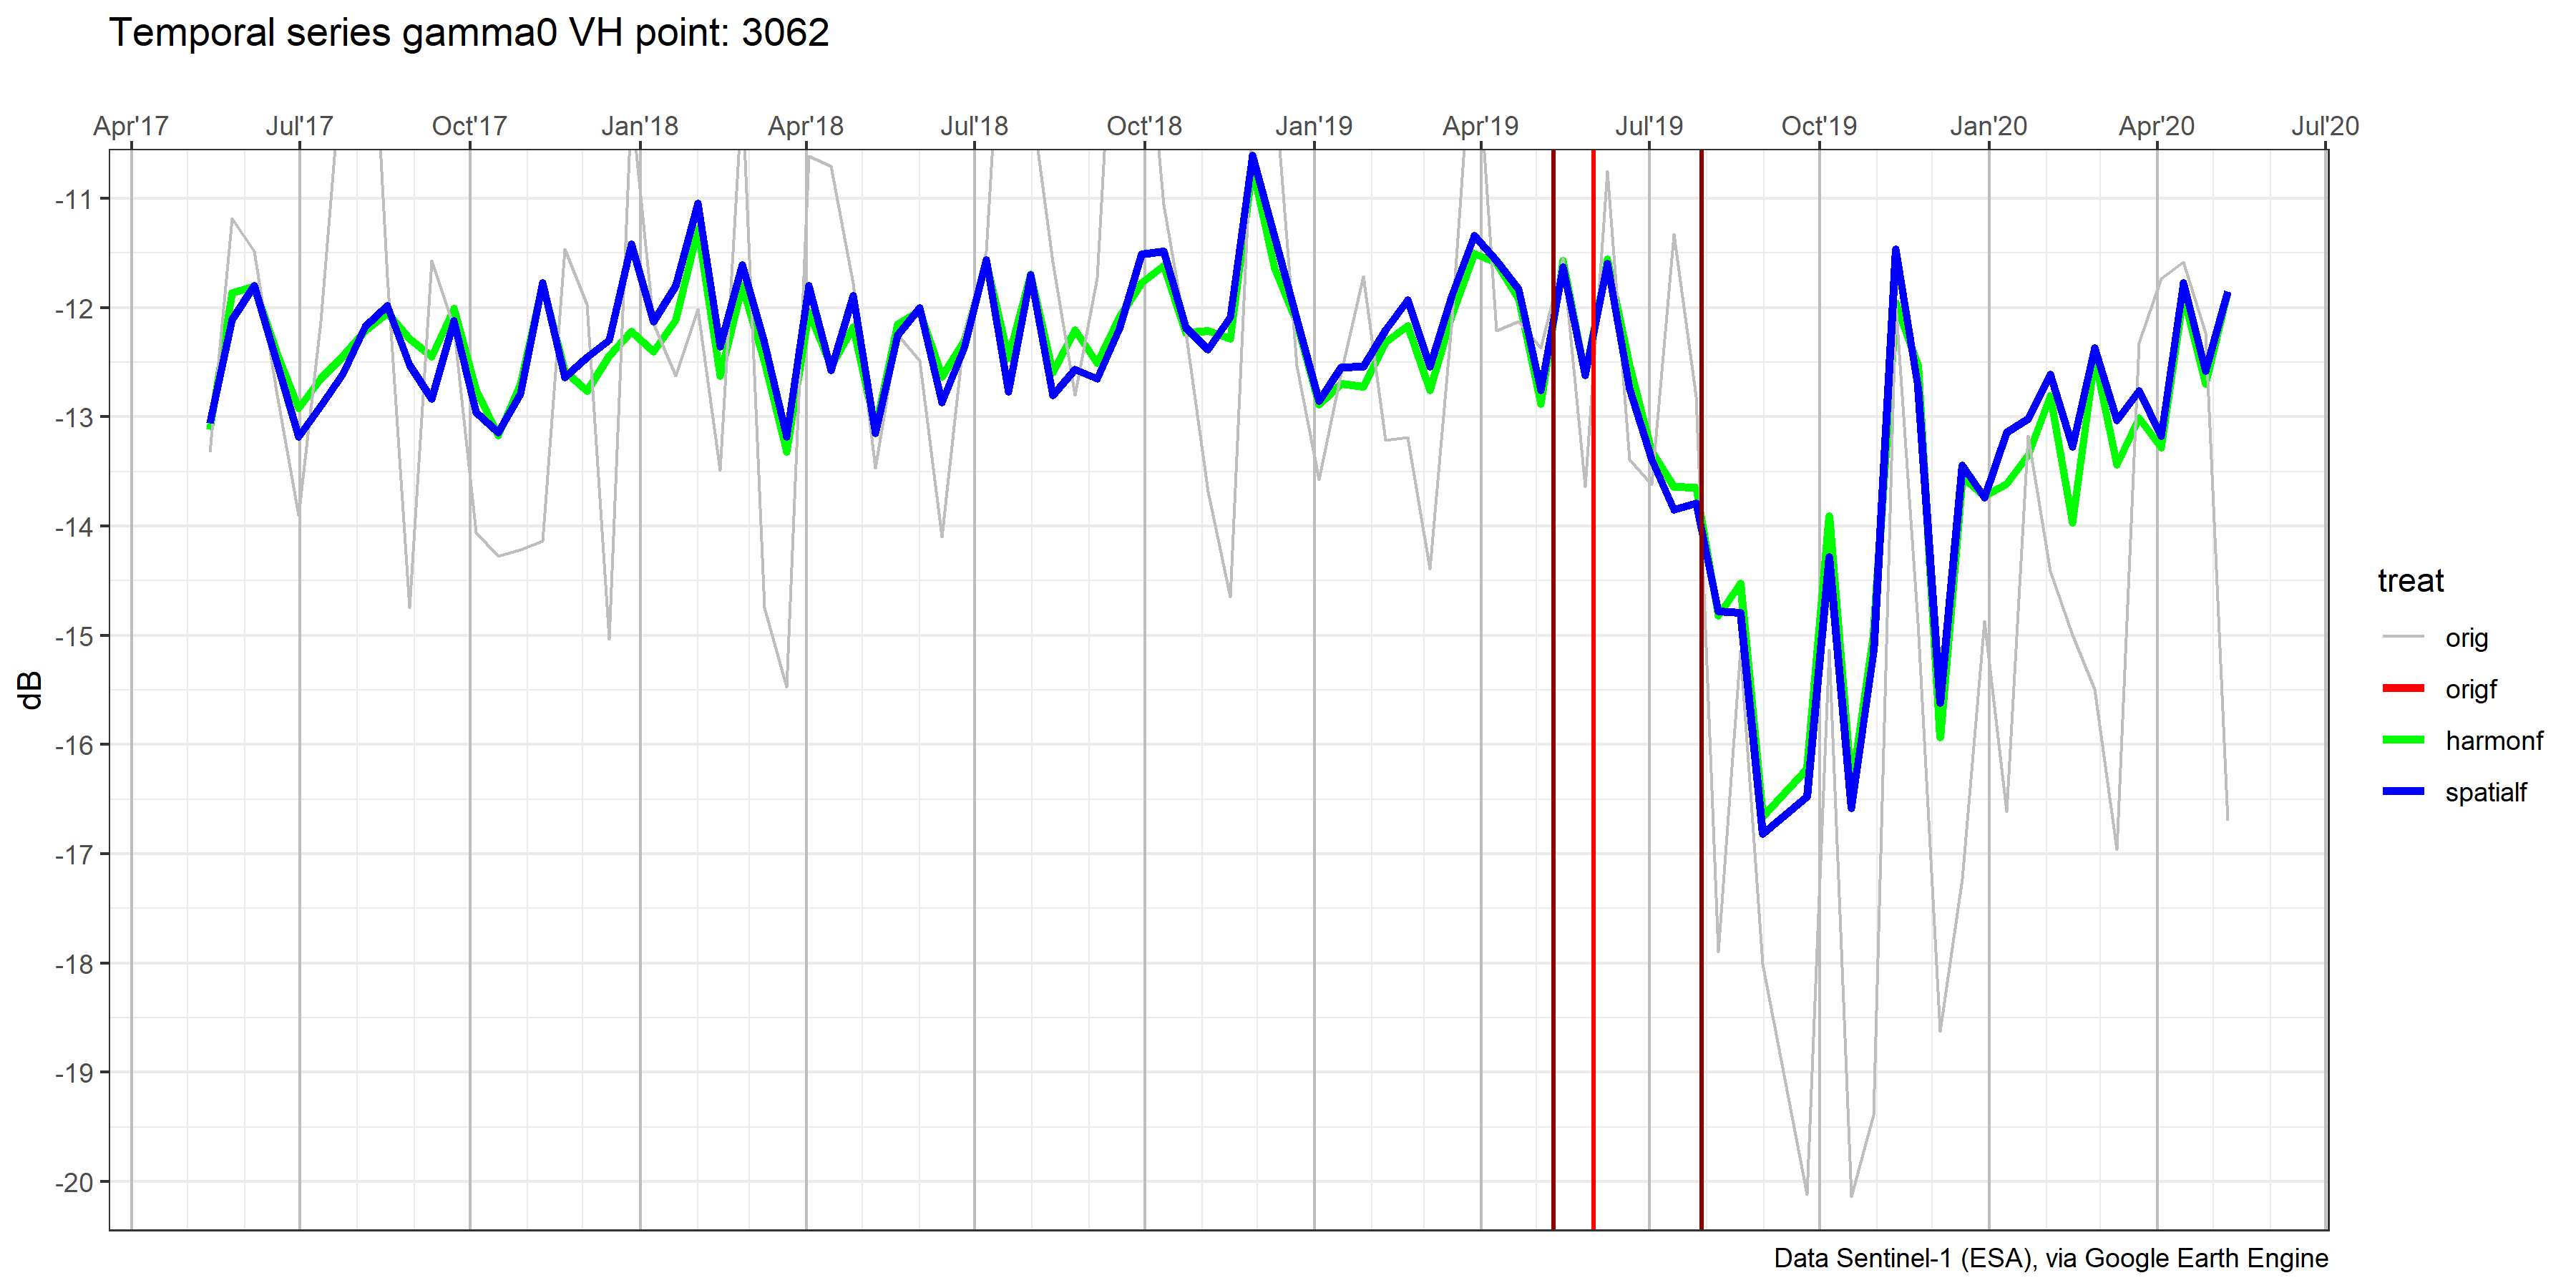 Temporal series gamma0 VH point: 3062
Apr'17 Jul'17 Oct'17 Jan'18 Apr'18 Jul'18 Oct'18 Jan'19 Apr'19 Jul'19 Oct'19 Jan'20 Apr'20 Jul'20
-11
-12
-13
-14
-15
-16
-17
-18
-19
-20
dB
treat
orig
origf
harmonf
spatialf
Data Sentinel-1 (ESA), via Google Earth Engine